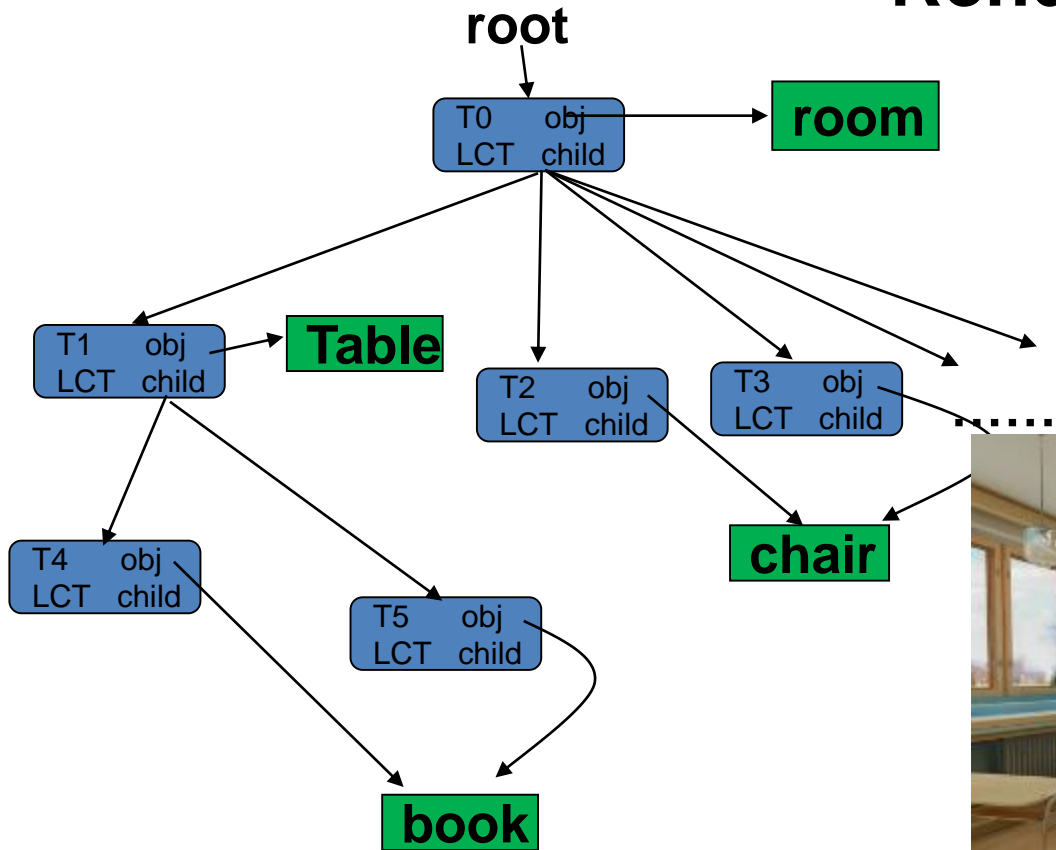 root
T0 obj
LCT child
room
T1 obj
LCT child
Table
T2 obj
LCT child
T3 obj
LCT child
chair
T4 obj
LCT child
T5 obj
LCT child
book